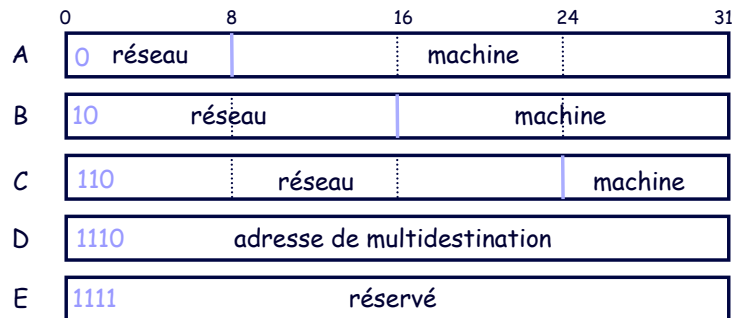 0 8 16 24 31
A 0 réseau machine
B 10 réseau machine
C 110 réseau machine
D 1110 adresse de multidestination
E 1111 réservé